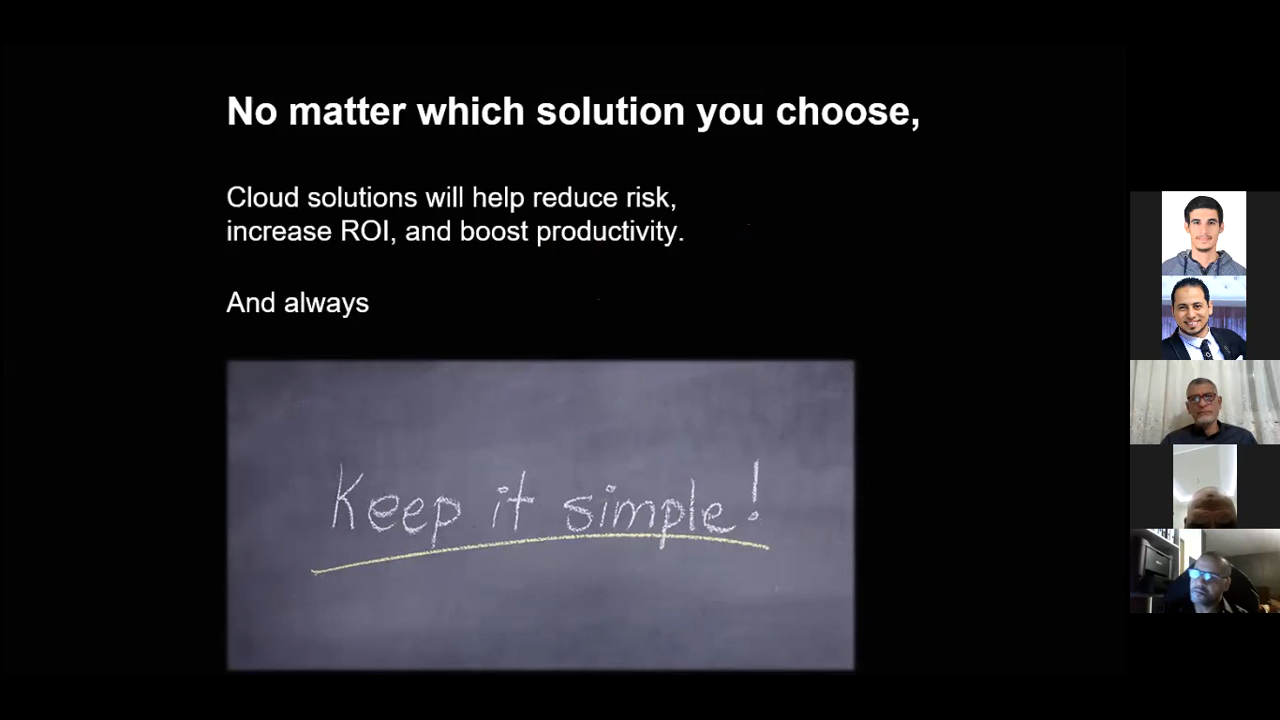 No matter which solution you choose,
Cloud solutions will help reduce risk,
increase ROI, and boost productivity.
And always
Keep it simple!